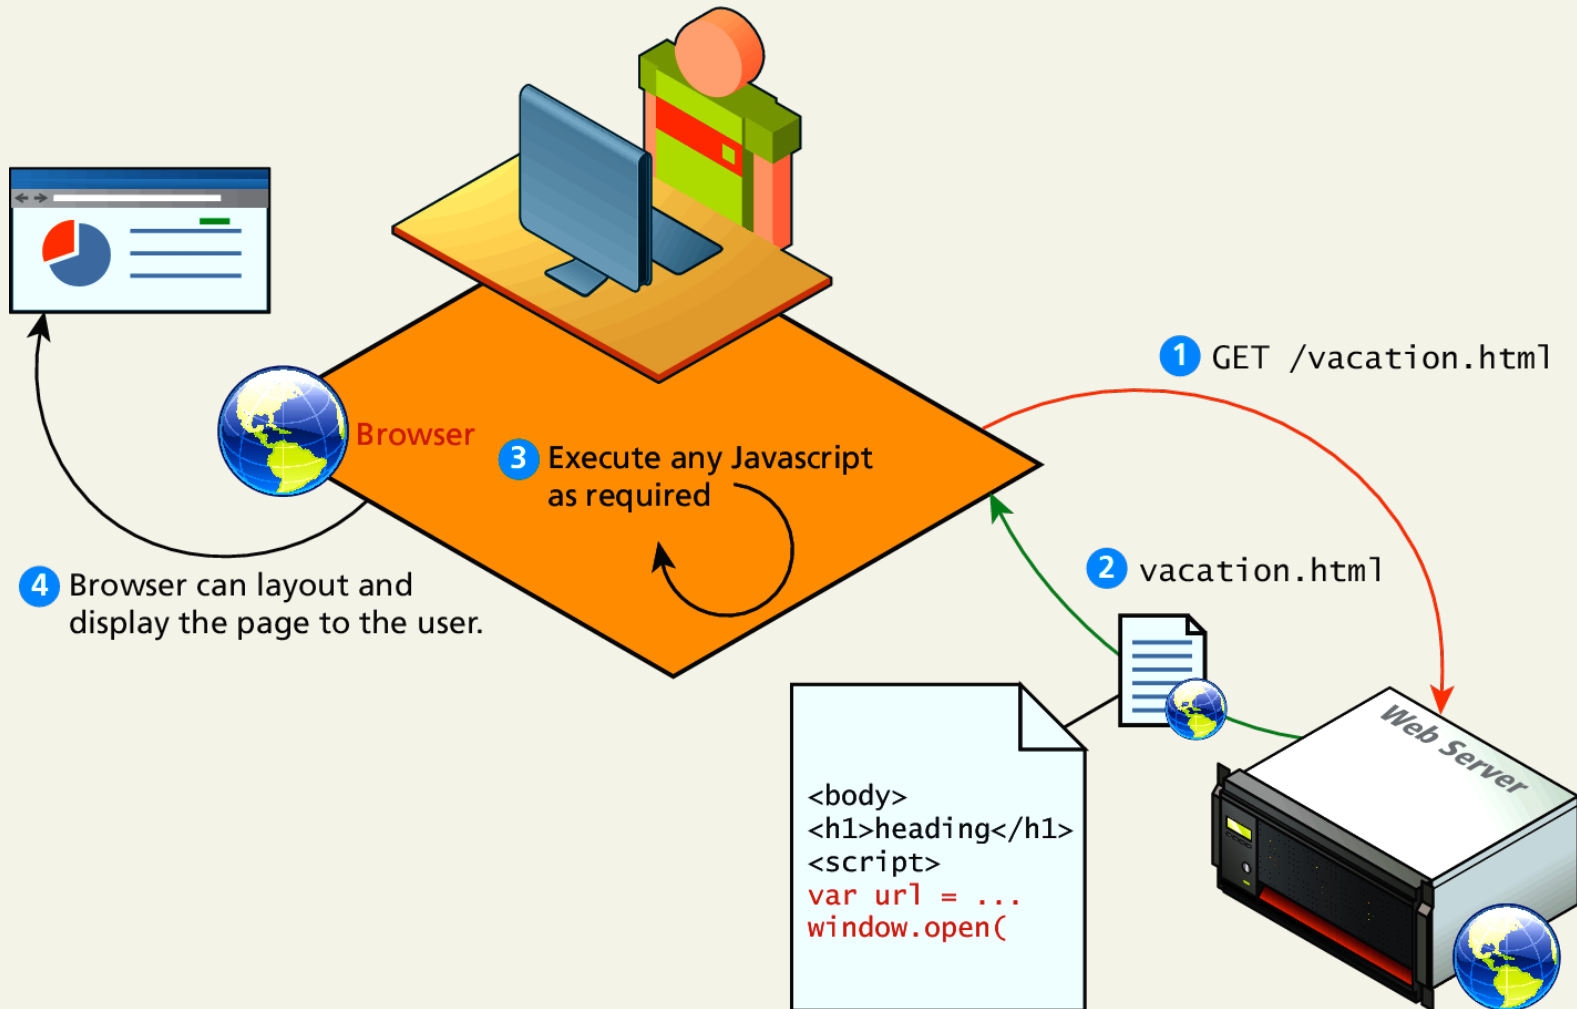 1 GET /vacation.html
Browser
3 Execute any Javascript
as required
2 vacation.html
4 Browser can layout and
display the page to the user.
Web Server
<body>
<h1>heading</h1>
<script>
var url = ...
window.open(